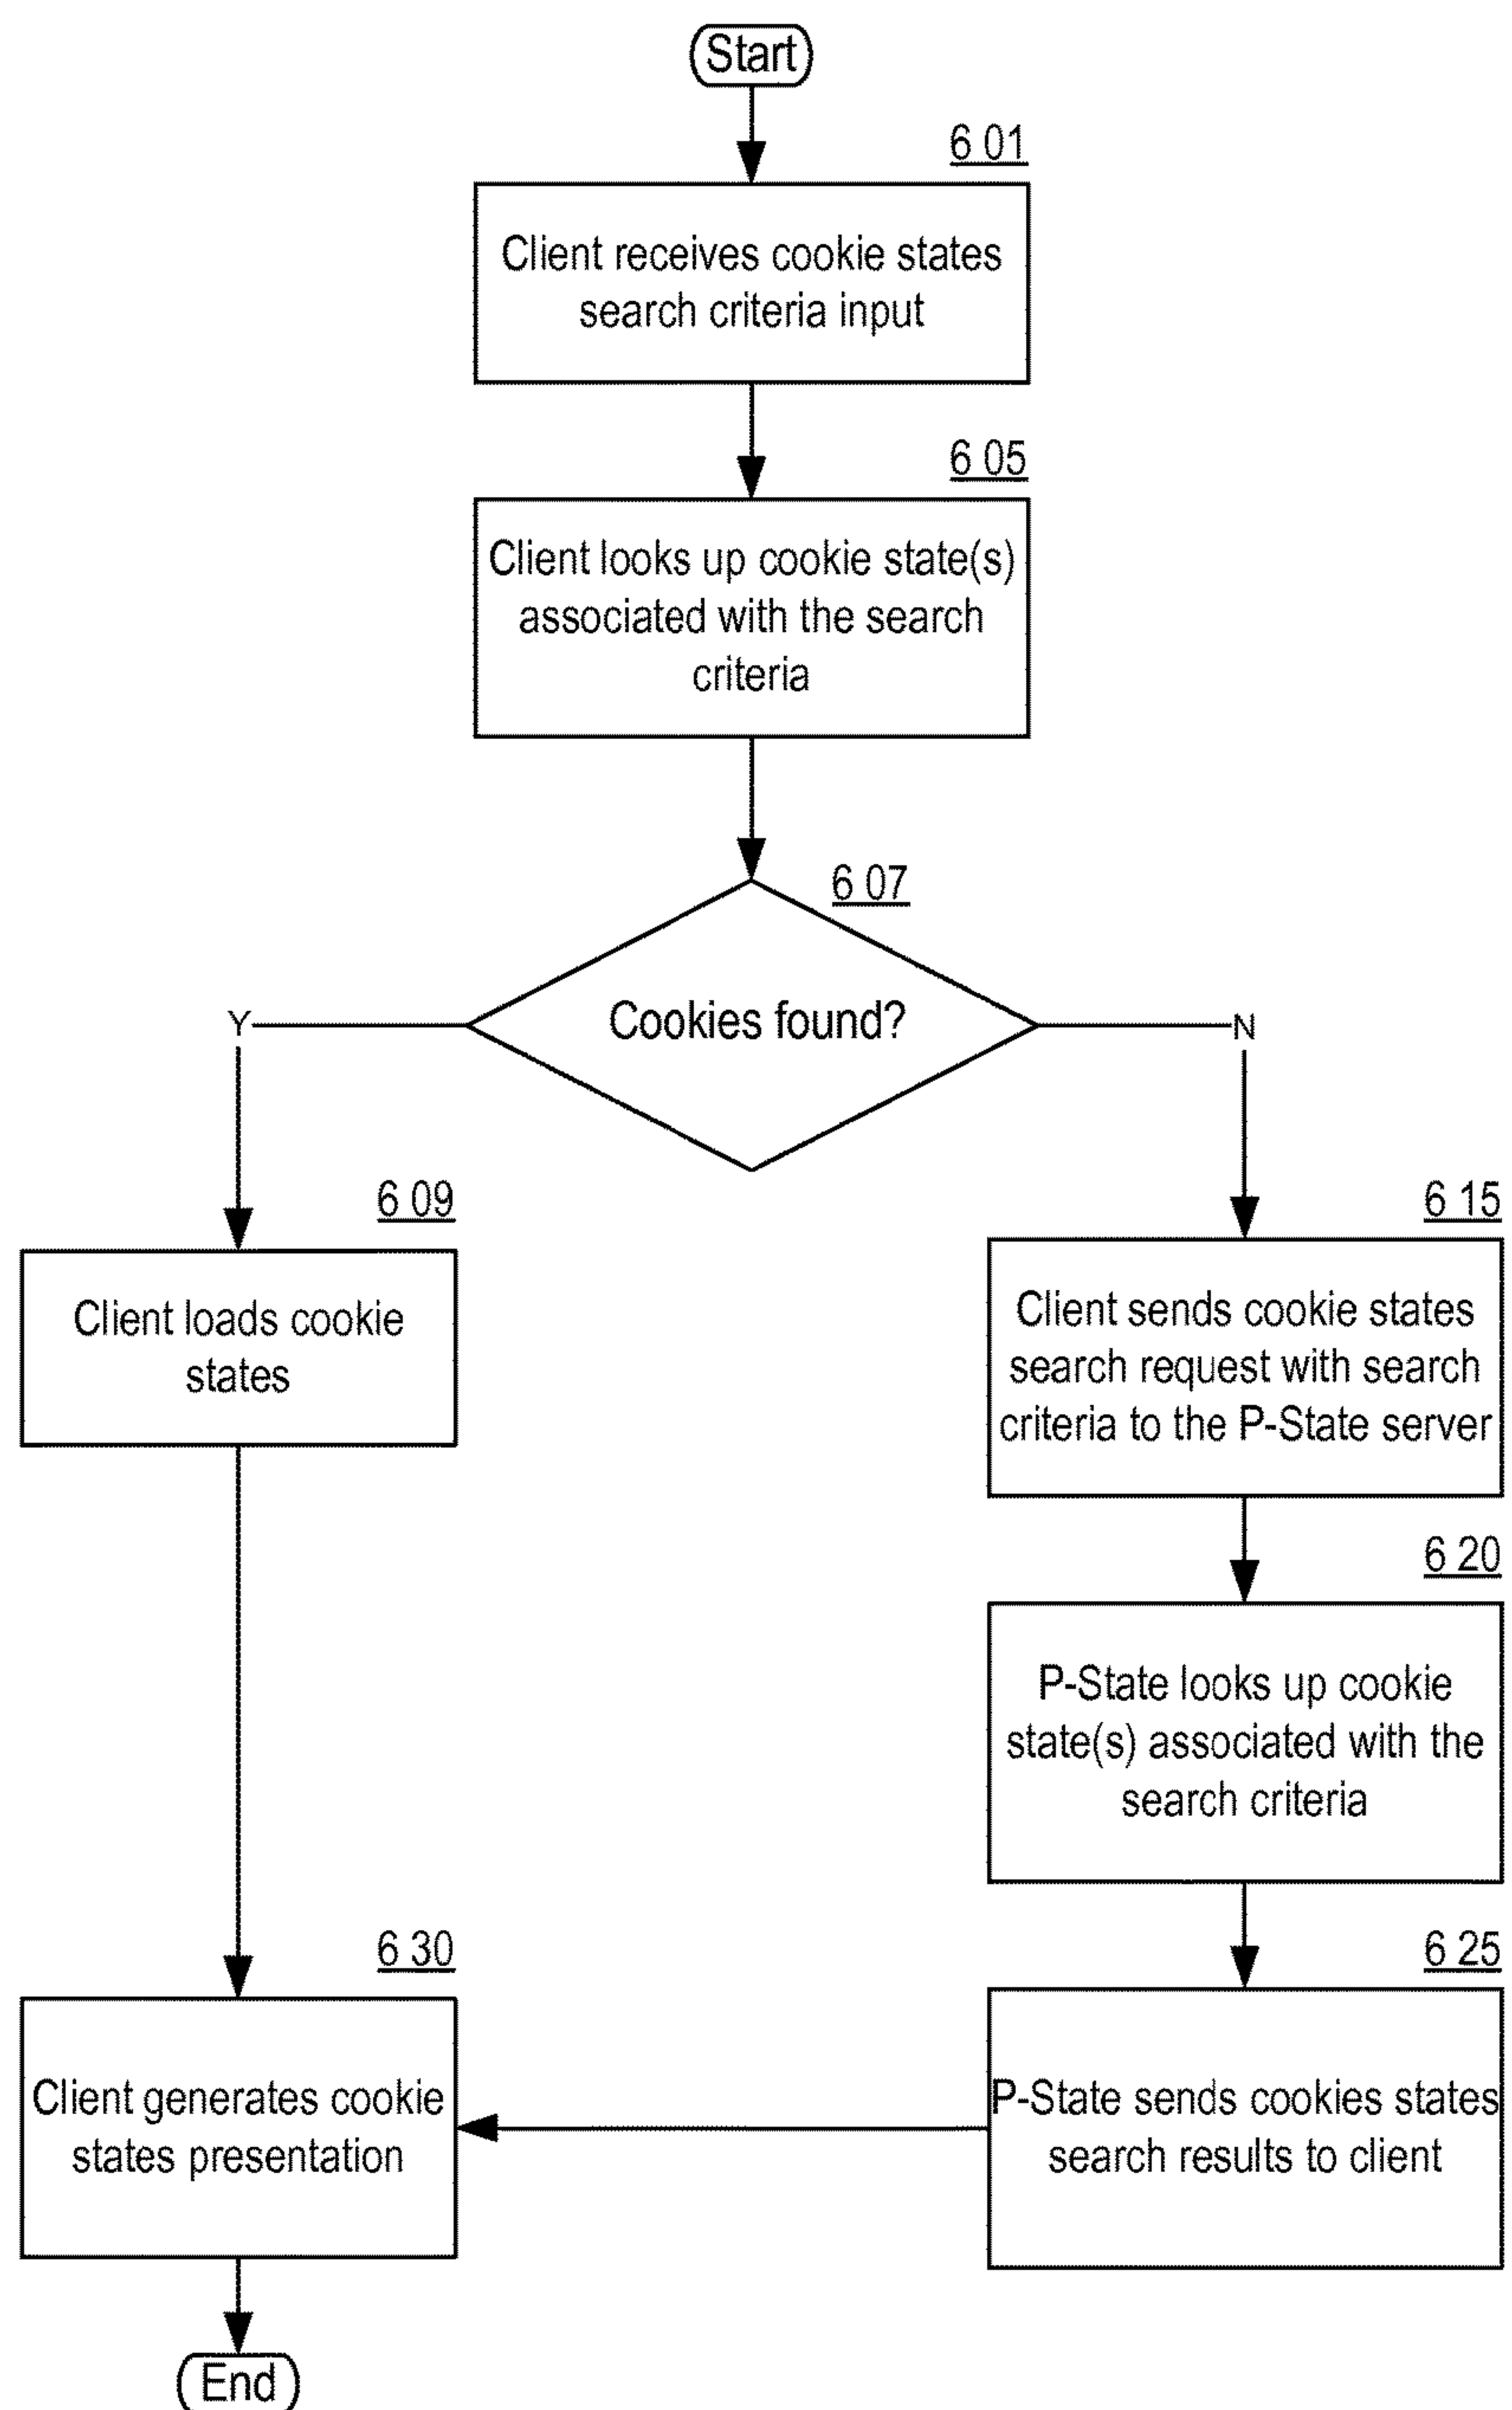 Start
6 01
Client receives cookie states
search criteria input
6 05
Client looks up cookie state(s)
associated with the search
criteria
6 07
Cookies found?
Y
N
6 09
Client loads cookie
states
6 15
Client sends cookie states
search request with search
criteria to the P-State server
6 20
P-State looks up cookie
state(s) associated with the
search criteria
6 25
P-State sends cookies states
search results to client
6 30
Client generates cookie
states presentation
End